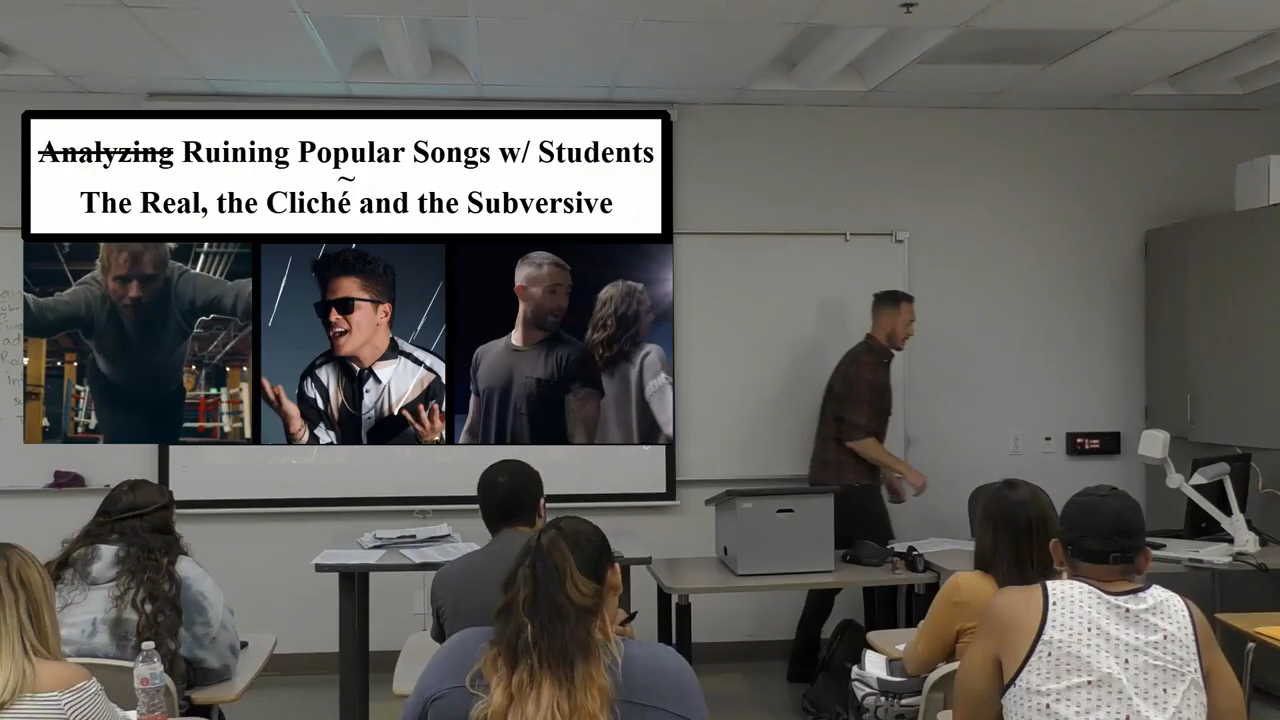 Analyzing Ruining Popular Songs w/ Students
~
The Real, the Cliché and the Subversive